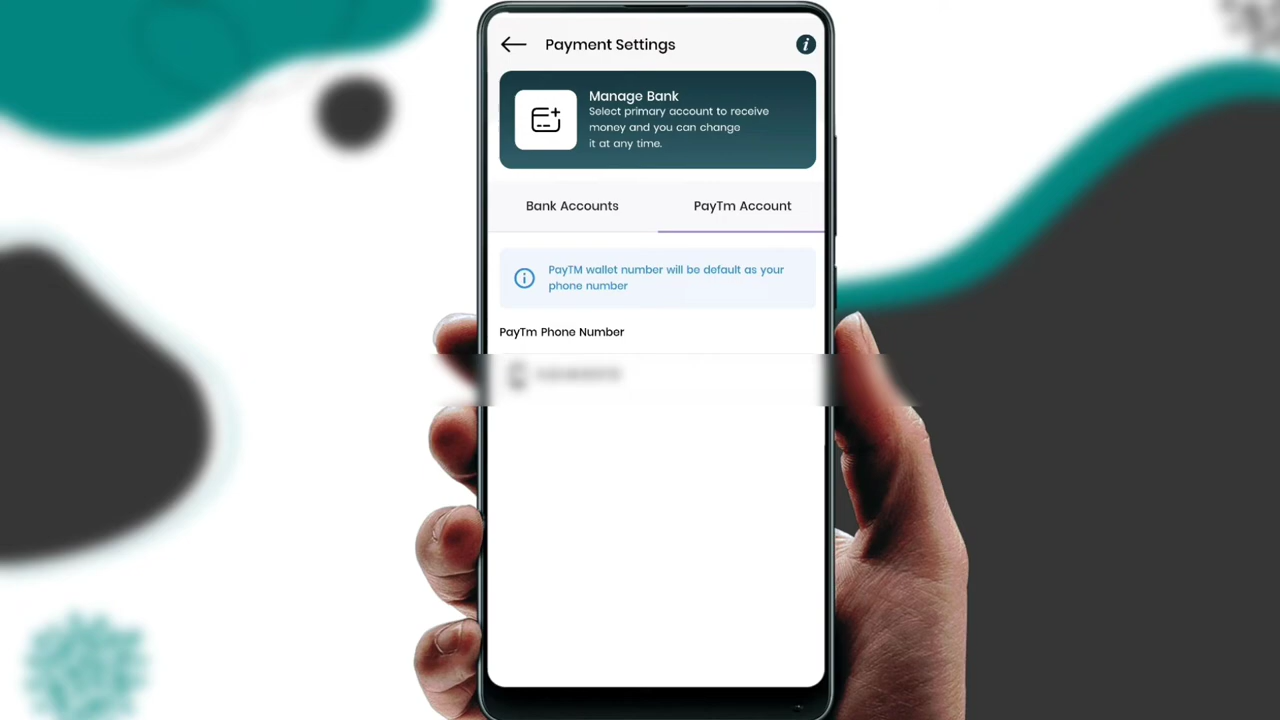 Payment Settings
Manage Bank
Select primary account to receive
money and you can change
it at any time.
Bank Accounts
PayTm Account
PayTM wallet number will be default as your
phone number
PayTm Phone Number